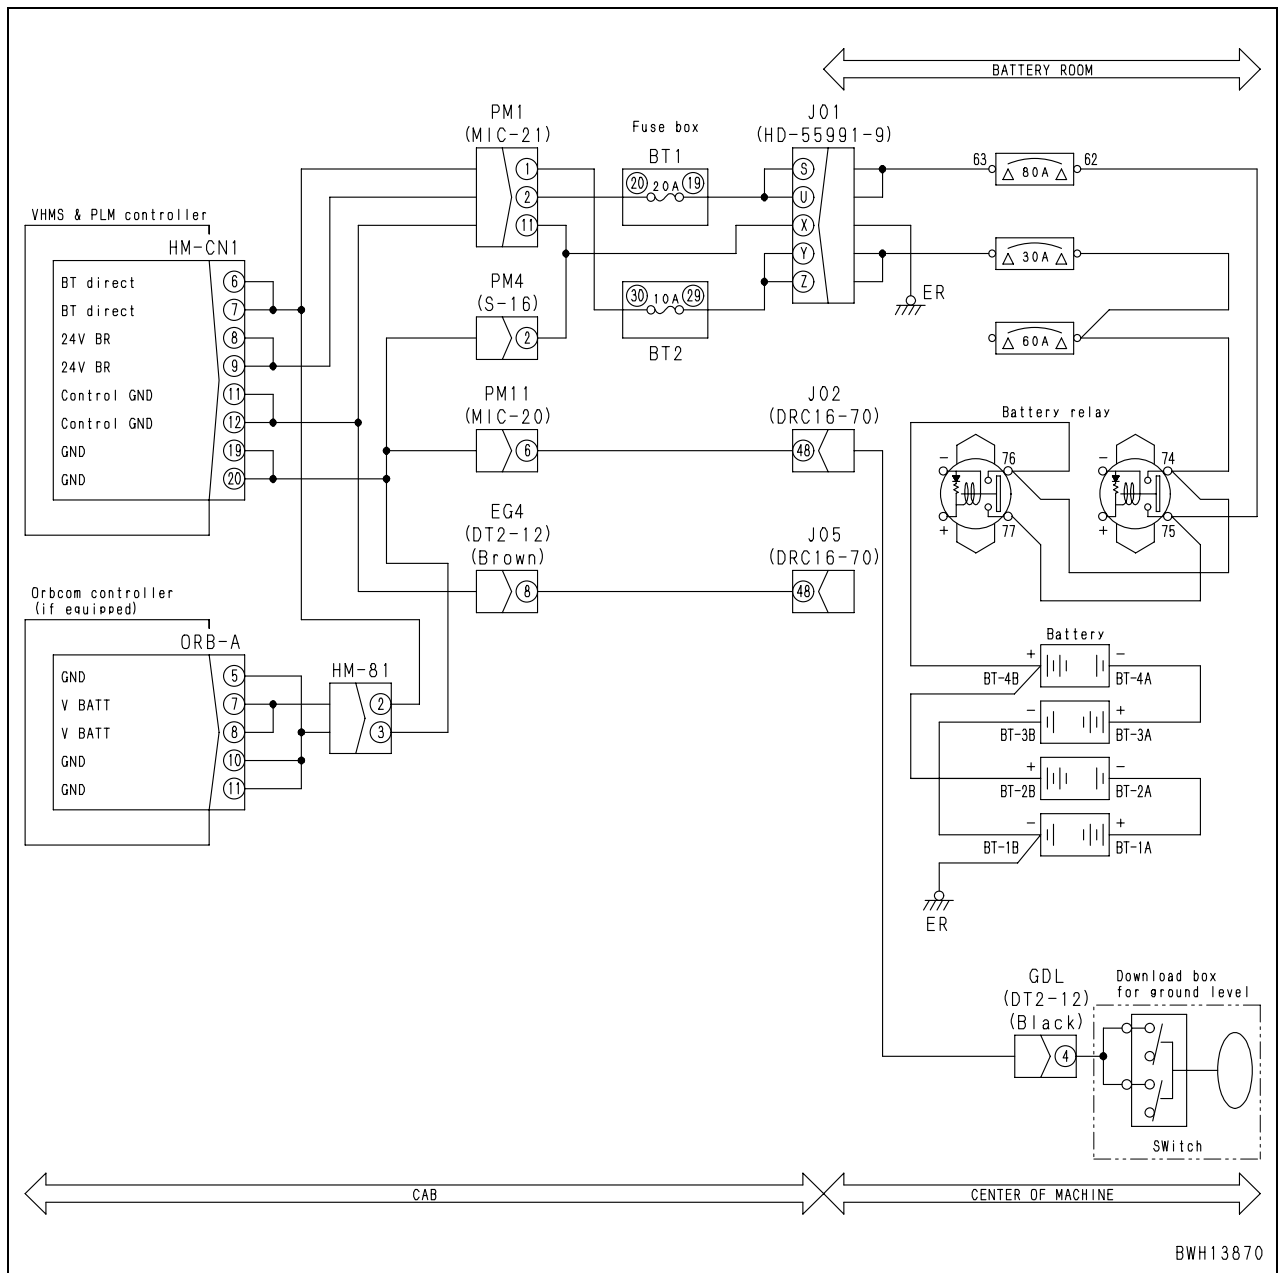 BATTERY ROOM
PM1
(MIC-21)
1
2
11
Fuse box
BT1
20
20A
19
J01
(HD-55991-9)
S
U
X
Y
Z
63
80A
62
30A
60A
ER
30
10A
29
BT2
VHMS & PLM controller
HM-CN1
BT direct
6
BT direct
7
24V BR
8
24V BR
9
Control GND
11
Control GND
12
GND
19
GND
20
PM4
(S-16)
2
PM11
(MIC-20)
6
J02
(DRC16-70)
48
EG4
(DT2-12)
(Brown)
8
J05
(DRC16-70)
48
Battery relay
-
76
+
77
-
74
+
75
Orbcom controller
(if equipped)
ORB-A
GND
5
V BATT
7
V BATT
8
GND
10
GND
11
HM-81
2
3
Battery
+
-
BT-4B
BT-4A
-
+
BT-3B
BT-3A
+
-
BT-2B
BT-2A
-
+
BT-1B
BT-1A
ER
GDL
(DT2-12)
(Black)
4
Download box
for ground level
SWitch
CAB
CENTER OF MACHINE
BWH13870